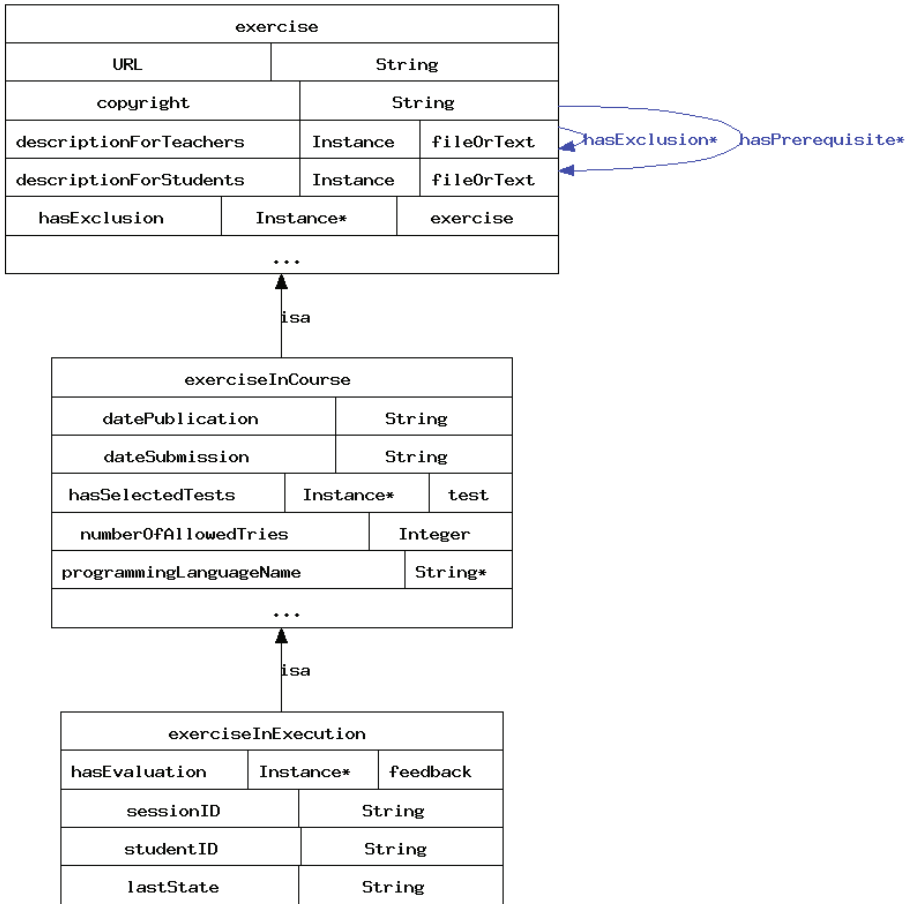 exercise
URL String
copyright String
descriptionForTeachers Instance fileOrText
hasExclusion* hasPrerequisite*
descriptionForStudents Instance fileOrText
hasExclusion Instance* exercise
...
isa
exerciseInCourse
datePublication String
dateSubmission String
hasSelectedTests Instance* test
numberOfAllowedTries Integer
programmingLanguageName String*
...
isa
exerciseInExecution
hasEvaluation Instance* feedback
sessionID String
studentID String
lastState String